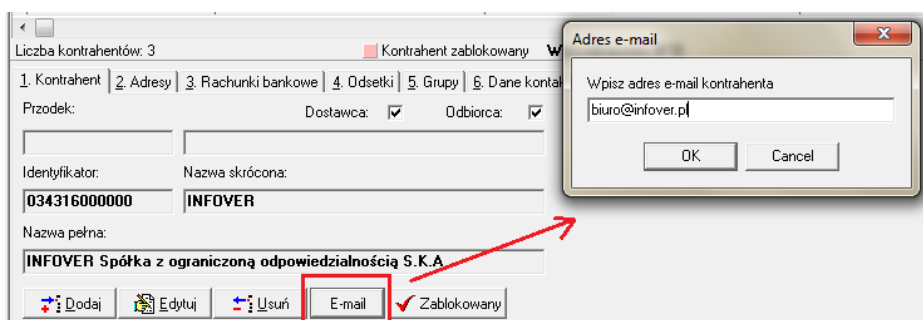 Liczba kontrahentów: 3
Kontrahent zablokowany
1. Kontrahent 2. Adresy 3. Rachunki bankowe 4. Odsetki 5. Grupy 6. Dane
Przodek:
Dostawca:
Odbiorca:
Identyfikator:
Nazwa skrócona:
034316000000
INFOVER
Nazwa pełna:
INFOVER Spółka z ograniczoną odpowiedzialnością S.K.A
Dodaj
Edytuj
Usuń
E-mail
Zablokowany
Adres e-mail
Wpisz adres e-mail kontrahenta
biuro@infover.pl
OK
Cancel